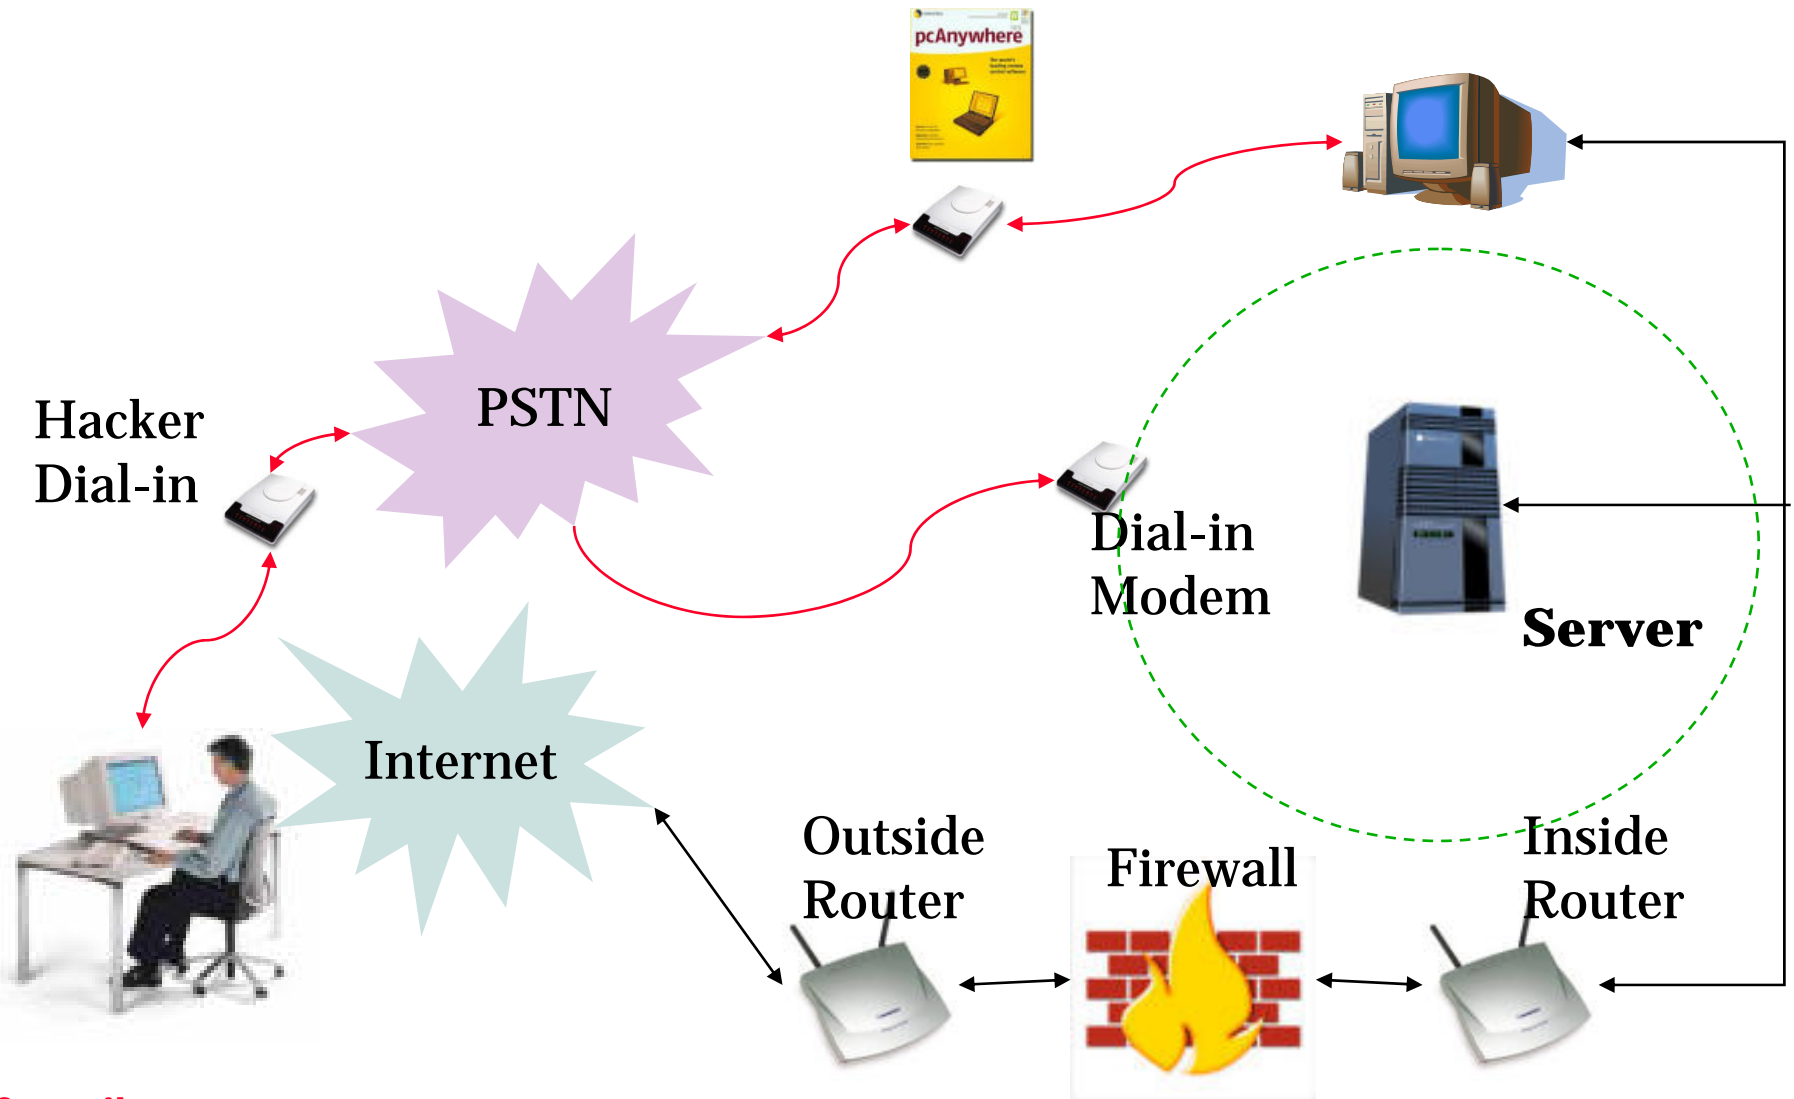 pcAnywhere
PSTN
Hacker
Dial-in
Dial-in
Modem
Server
Internet
Outside
Router
Firewall
Inside
Router